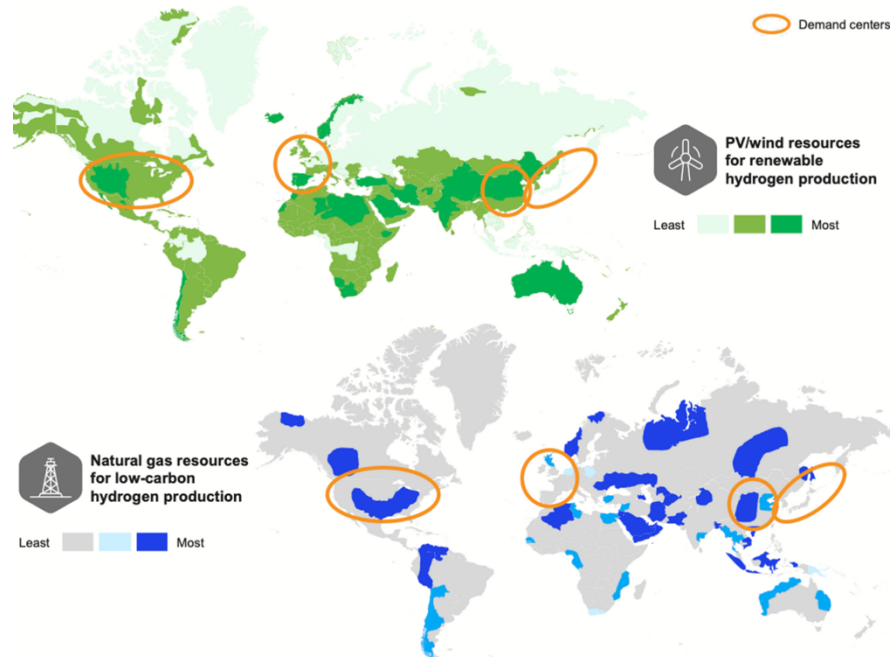 Demand centers
PV/wind resources
for renewable
hydrogen production
Least Most
Natural gas resources
for low-carbon
hydrogen production
Least Most